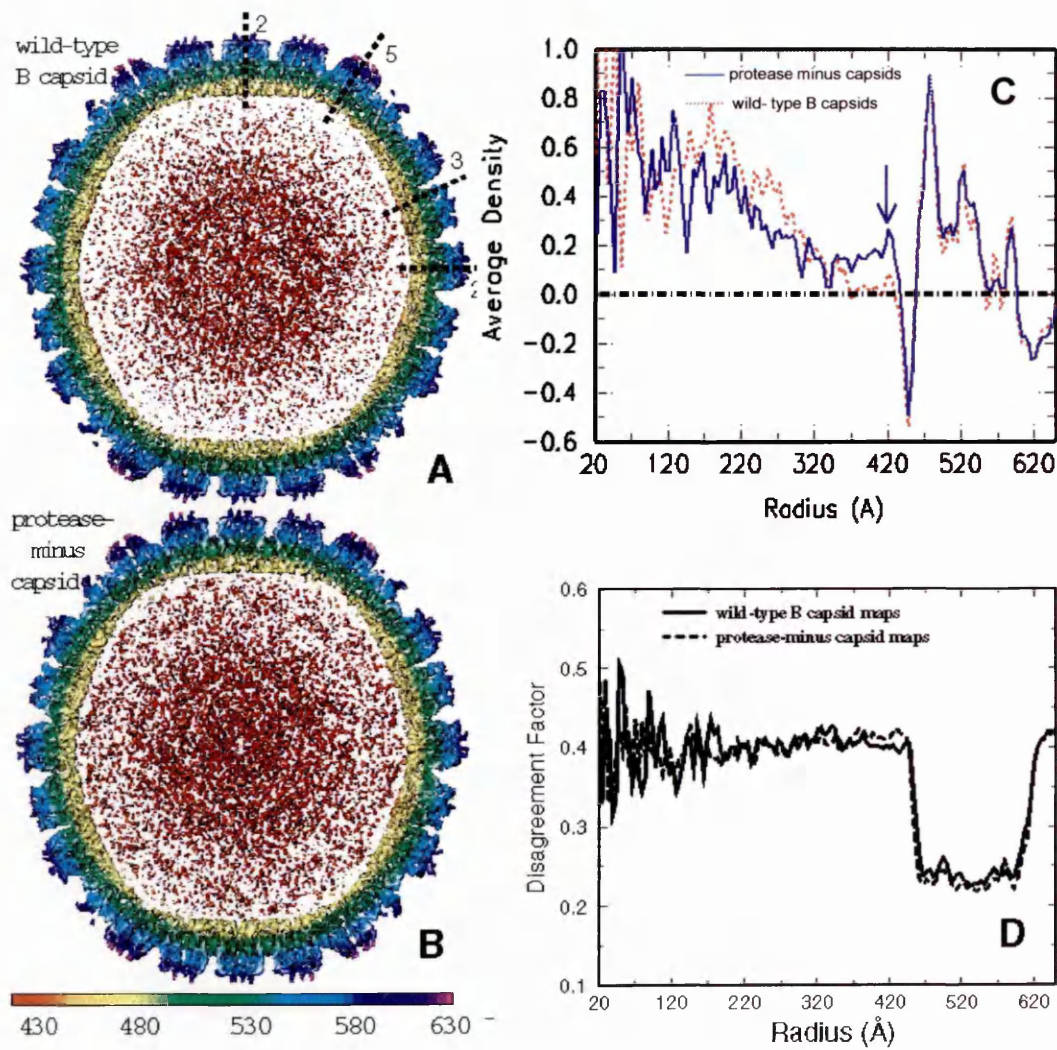 wild-type
B capsid
2
5
3
2
A
protease-
minus
capsid
B
430 480 530 580 630 -
1.0
0.8
0.6
0.4
0.2
0.0
-0.2
-0.4
-0.6
Average Density
protease minus capsids
wild- type B capsids
C
20 120 220 320 420 520 620
Radius (A)
0.6
0.5
0.4
0.3
0.2
0.1
Disagreement Factor
wild-type B capsid maps
protease-minus capsid maps
D
20 120 220 320 420 520 620
Radius (Å)